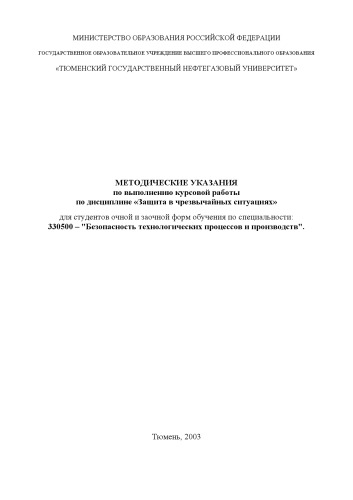 МИНИСТЕРСТВО ОБРАЗОВАНИЯ РОССИЙСКОЙ ФЕДЕРАЦИИ
ГОСУДАРСТВЕННОЕ ОБРАЗОВАТЕЛЬНОЕ УЧРЕЖДЕНИЕ ВЫСШЕГО ПРОФЕССИОНАЛЬНОГО ОБРАЗОВАНИЯ
«ТЮМЕНСКИЙ ГОСУДАРСТВЕННЫЙ НЕФТЕГАЗОВЫЙ УНИВЕРСИТЕТ»
МЕТОДИЧЕСКИЕ УКАЗАНИЯ
по выполнению курсовой работы
по дисциплине «Защита в чрезвычайных ситуациях»
для студентов очной и заочной форм обучения по специальности:
330500 – "Безопасность технологических процессов и производств".
Тюмень, 2003